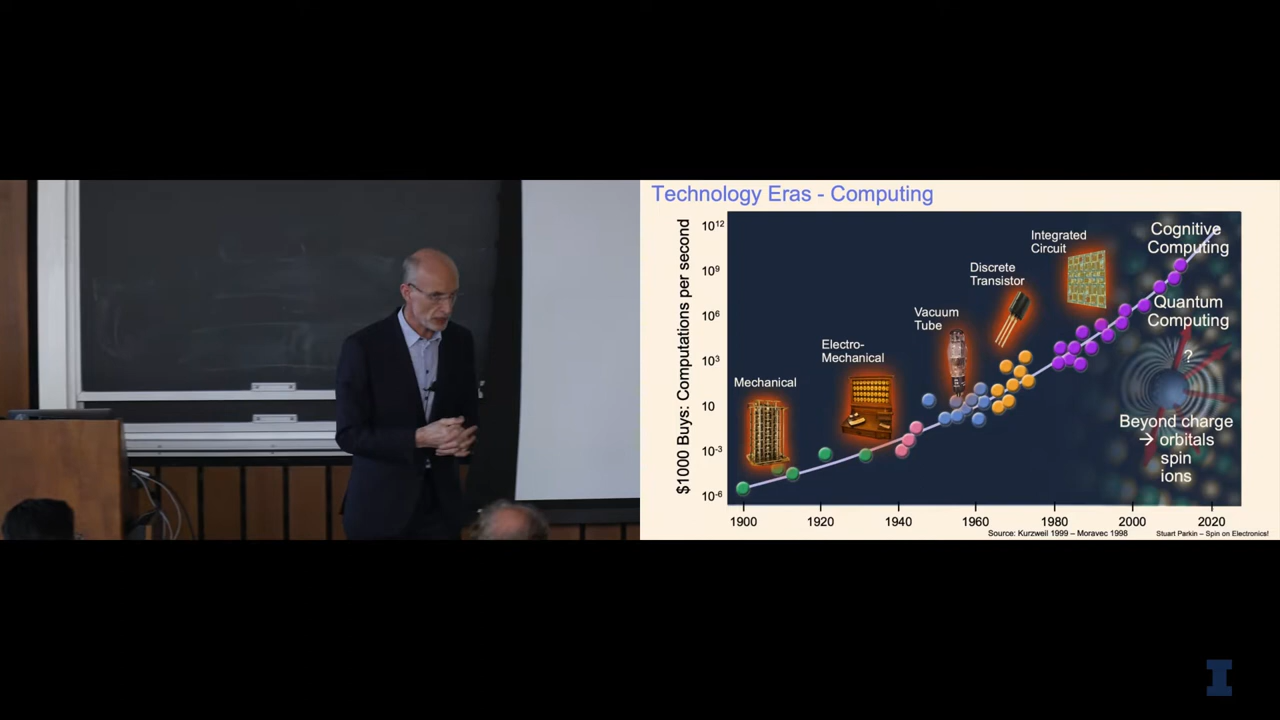 Technology Eras - Computing
$1000 Buys: Computations per second
10¹²
10⁹
10⁶
10³
10
10⁻³
10⁻⁶
Mechanical
Electro-
Mechanical
Vacuum
Tube
Discrete
Transistor
Integrated
Circuit
Cognitive
Computing
Quantum
Computing
?
Beyond charge
→ orbitals
spin
ions
1900
1920
1940
1960
1980
2000
2020
Source: Kurzweil 1999 – Moravec 1998
Stuart Parkin – Spin on Electronics!
I